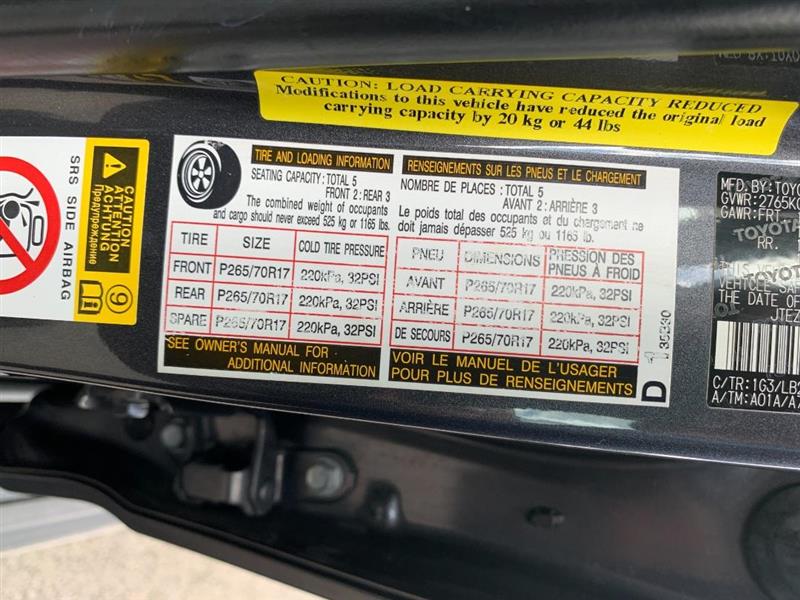 CAUTION: LOAD CARRYING CAPACITY REDUCED
Modifications to this vehicle have reduced the original load
carrying capacity by 20 kg or 44 lbs
SRS SIDE AIRBAG
CAUTION
ATTENTION
Предупреждение
9
TIRE AND LOADING INFORMATION
SEATING CAPACITY: TOTAL 5
FRONT 2 : REAR 3
The combined weight of occupants
and cargo should never exceed 525 kg or 1165 lbs.
TIRE SIZE COLD TIRE PRESSURE
FRONT P265/70R17 220kPa, 32PSI
REAR P265/70R17 220kPa, 32PSI
SPARE P265/70R17 220kPa, 32PSI
SEE OWNER'S MANUAL FOR
ADDITIONAL INFORMATION
RENSEIGNEMENTS SUR LES PNEUS ET LE CHARGEMENT
NOMBRE DE PLACES : TOTAL 5
AVANT 2 : ARRIÈRE 3
Le poids total des occupants et du chargement ne
doit jamais dépasser 525 kg ou 1165 lb.
PNEU DIMENSIONS PRESSION DES
PNEUS À FROID
AVANT P265/70R17 220kPa, 32PSI
ARRIÈRE P265/70R17 220kPa, 32PSI
DE SECOURS P265/70R17 220kPa, 32PSI
VOIR LE MANUEL DE L'USAGER
POUR PLUS DE RENSEIGNEMENTS
D
MFD. BY: TOYO
GVWR: 2765KG
GAWR: FRT
RR.
TOYOTA
THIS
VEHICLE SAF
THE DATE OF
JTEZ
C/TR: 1G3/LB2
A/TM: A01A/A